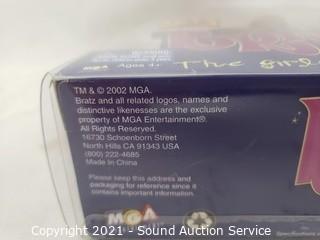 Ages 4+
The girls
TM & © 2002 MGA.
Bratz and all related logos, names and
distinctive likenesses are the exclusive
property of MGA Entertainment®.
All Rights Reserved.
16730 Schoenborn Street
North Hills CA 91343 USA
(800) 222-4685
Made In China
Please keep this address and
packaging for reference since it
contains important information.
MGA
Copyright 2021 - Sound Auction Service